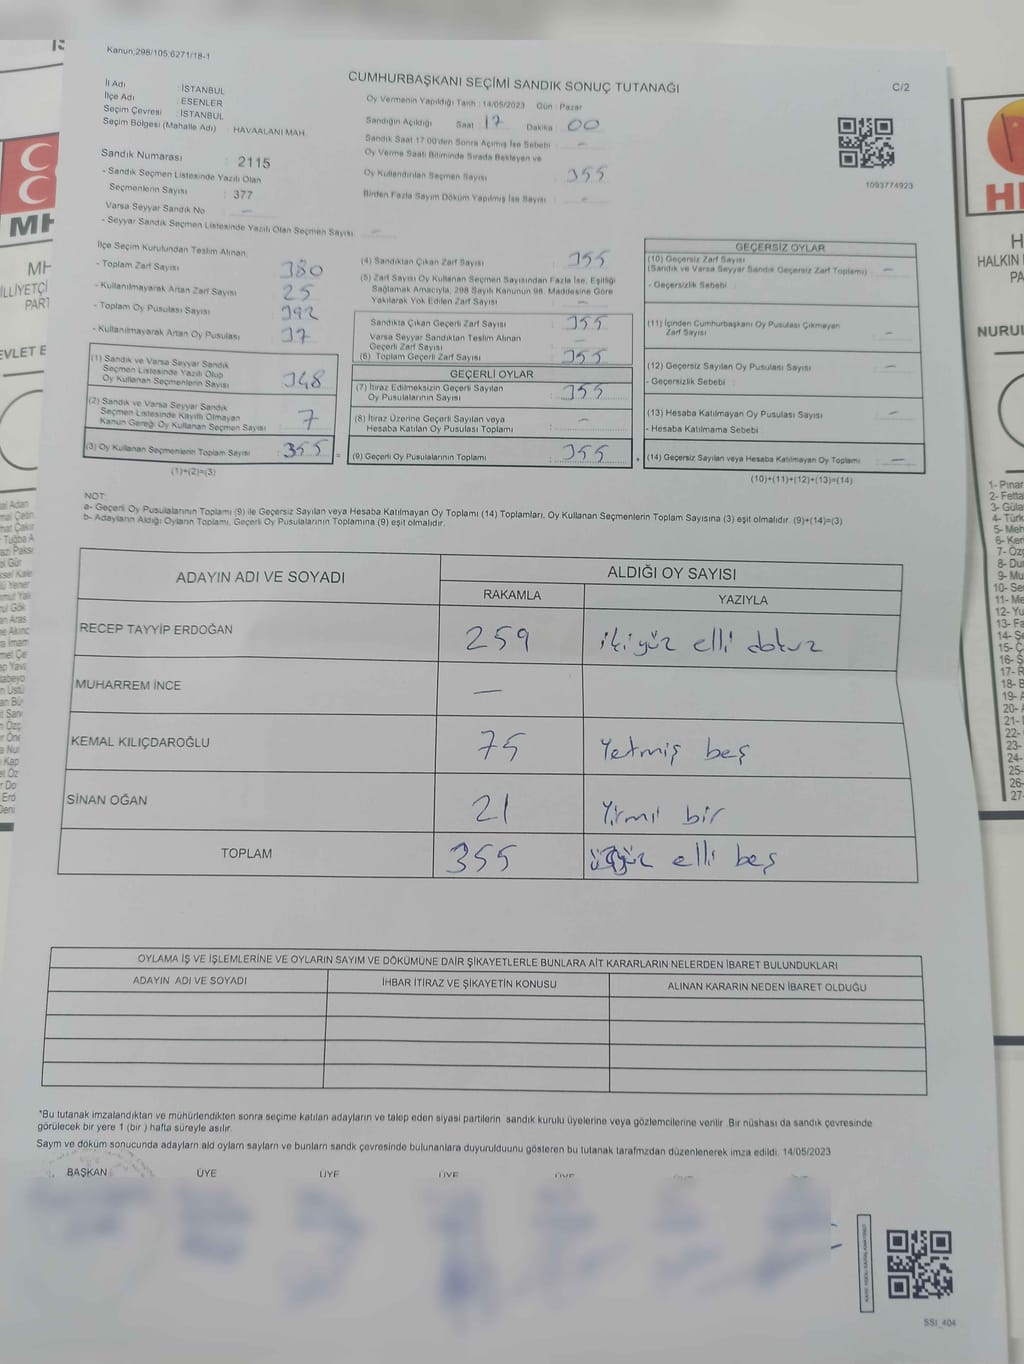 Kanun;298/105,6271/18-1
CUMHURBAŞKANI SEÇİMİ SANDIK SONUÇ TUTANAĞI
C/2
İl Adı : İSTANBUL
İlçe Adı : ESENLER
Seçim Çevresi : İSTANBUL
Seçim Bölgesi (Mahalle Adı) : HAVAALANI MAH.
Oy Vermenin Yapıldığı Tarih : 14/05/2023 Gün : Pazar
Sandığın Açıldığı Saat : 17 Dakika : 00
Sandık Saat 17:00'den Sonra Açılmış İse Sebebi : -
Oy Verme Saati Bitiminde Sırada Bekleyen ve
Oy Kullandırılan Seçmen Sayısı : 355
Birden Fazla Sayım Döküm Yapılmış İse Sayısı : -
1093774923
Sandık Numarası : 2115
- Sandık Seçmen Listesinde Yazılı Olan
Seçmenlerin Sayısı : 377
Varsa Seyyar Sandık No : -
- Seyyar Sandık Seçmen Listesinde Yazılı Olan Seçmen Sayısı : -
İlçe Seçim Kurulundan Teslim Alınan;
- Toplam Zarf Sayısı : 380
- Kullanılmayarak Artan Zarf Sayısı : 25
- Toplam Oy Pusulası Sayısı : 392
- Kullanılmayarak Artan Oy Pusulası : 37
(1) Sandık ve Varsa Seyyar Sandık
Seçmen Listesinde Yazılı Olup
Oy Kullanan Seçmenlerin Sayısı : 348
(2) Sandık ve Varsa Seyyar Sandık
Seçmen Listesinde Kayıtlı Olmayan
Kanun Gereği Oy Kullanan Seçmen Sayısı : 7
(3) Oy Kullanan Seçmenlerin Toplam Sayısı : 355
(1)+(2)=(3)
(4) Sandıktan Çıkan Zarf Sayısı : 355
(5) Zarf Sayısı Oy Kullanan Seçmen Sayısından Fazla İse, Eşitliği
Sağlamak Amacıyla, 298 Sayılı Kanunun 98. Maddesine Göre
Yakılarak Yok Edilen Zarf Sayısı : -
Sandıkta Çıkan Geçerli Zarf Sayısı : 355
Varsa Seyyar Sandıktan Teslim Alınan
Geçerli Zarf Sayısı : -
(6) Toplam Geçerli Zarf Sayısı : 355
GEÇERLİ OYLAR
(7) İtiraz Edilmeksizin Geçerli Sayılan
Oy Pusulalarının Sayısı : 355
(8) İtiraz Üzerine Geçerli Sayılan veya
Hesaba Katılan Oy Pusulası Toplamı : -
(9) Geçerli Oy Pusulalarının Toplamı : 355
GEÇERSİZ OYLAR
(10) Geçersiz Zarf Sayısı
(Sandık ve Varsa Seyyar Sandık Geçersiz Zarf Toplamı) : -
- Geçersizlik Sebebi :
(11) İçinden Cumhurbaşkanı Oy Pusulası Çıkmayan
Zarf Sayısı : -
(12) Geçersiz Sayılan Oy Pusulası Sayısı : -
- Geçersizlik Sebebi :
(13) Hesaba Katılmayan Oy Pusulası Sayısı : -
- Hesaba Katılmama Sebebi :
(14) Geçersiz Sayılan veya Hesaba Katılmayan Oy Toplamı : -
(10)+(11)+(12)+(13)=(14)
NOT:
a- Geçerli Oy Pusulalarının Toplamı (9) ile Geçersiz Sayılan veya Hesaba Katılmayan Oy Toplamı (14) Toplamları, Oy Kullanan Seçmenlerin Toplam Sayısına (3) eşit olmalıdır. (9)+(14)=(3)
b- Adayların Aldığı Oyların Toplamı, Geçerli Oy Pusulalarının Toplamına (9) eşit olmalıdır.
ADAYIN ADI VE SOYADI
ALDIĞI OY SAYISI
RAKAMLA
YAZIYLA
RECEP TAYYİP ERDOĞAN 259 iki yüz elli dokuz
MUHARREM İNCE -
KEMAL KILIÇDAROĞLU 75 Yetmiş beş
SİNAN OĞAN 21 Yirmi bir
TOPLAM 355 üçyüz elli beş
OYLAMA İŞ VE İŞLEMLERİNE VE OYLARIN SAYIM VE DÖKÜMÜNE DAİR ŞİKAYETLERLE BUNLARA AİT KARARLARIN NELERDEN İBARET BULUNDUKLARI
ADAYIN ADI VE SOYADI
İHBAR İTİRAZ VE ŞİKAYETİN KONUSU
ALINAN KARARIN NEDEN İBARET OLDUĞU
*Bu tutanak imzalandıktan ve mühürlendikten sonra seçime katılan adayların ve talep eden siyasi partilerin sandık kurulu üyelerine veya gözlemcilerine verilir. Bir nüshası da sandık çevresinde
görülecek bir yere 1 (bir) hafta süreyle asılır.
Sayım ve döküm sonucunda adayların ald oyların saylarn ve bunların sandk çevresinde bulunanlara duyurulduunu gösteren bu tutanak tarafmzdan düzenlenerek imza edildi. 14/05/2023
BAŞKAN ÜYE ÜYE ÜYE ÜYE
SSI_404
MH
HALKIN
NURUL
1- Pınar
2- Fetta
3- Güla
4- Türk
5- Meh